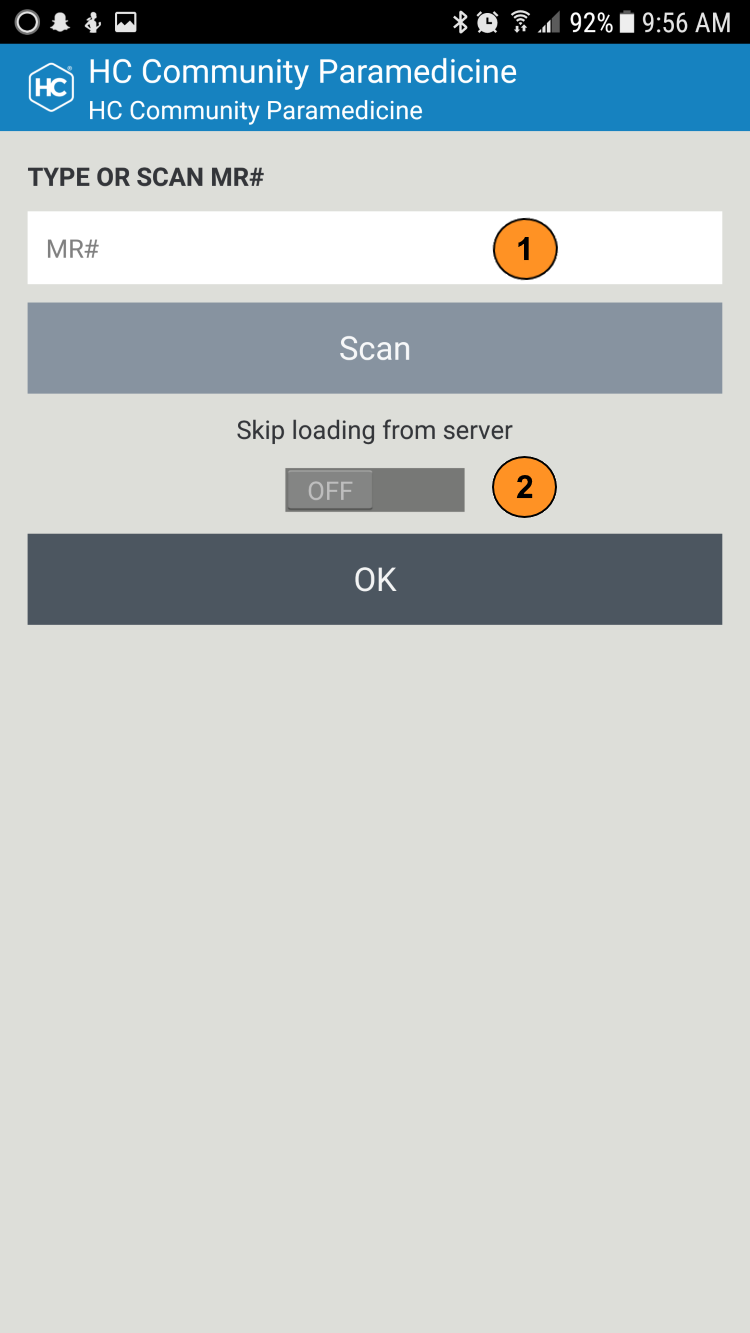 92% 9:56 AM
HC HC Community Paramedicine
HC Community Paramedicine
TYPE OR SCAN MR#
MR# 1
Scan
Skip loading from server
OFF 2
OK